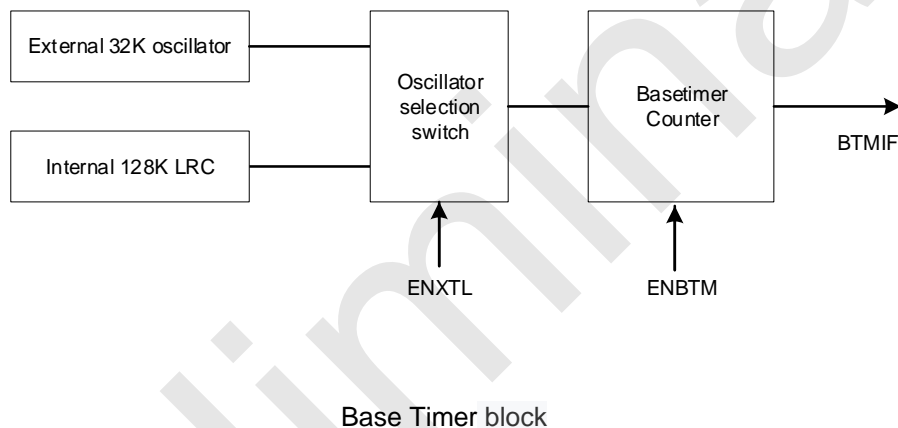 External 32K oscillator
Internal 128K LRC
Oscillator
selection
switch
Basetimer
Counter
BTMIF
ENXTL
ENBTM
Base Timer block